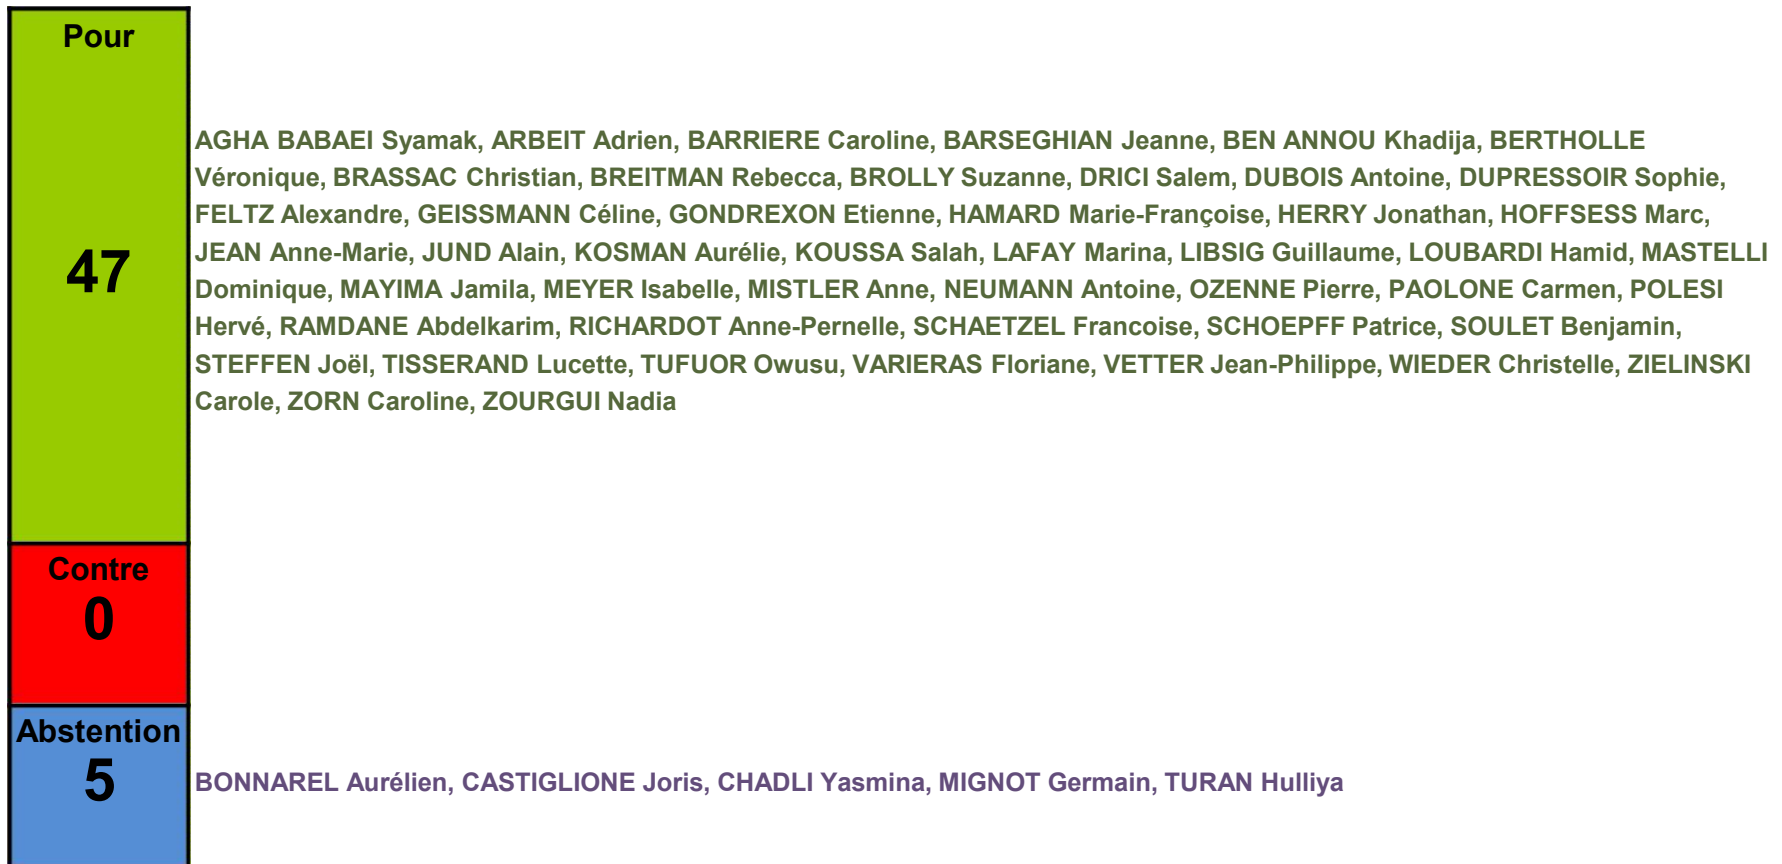 Pour
AGHA BABAEI Syamak, ARBEIT Adrien, BARRIERE Caroline, BARSEGHIAN Jeanne, BEN ANNOU Khadija, BERTHOLLE
Véronique, BRASSAC Christian, BREITMAN Rebecca, BROLLY Suzanne, DRICI Salem, DUBOIS Antoine, DUPRESSOIR Sophie,
FELTZ Alexandre, GEISSMANN Céline, GONDREXON Etienne, HAMARD Marie-Françoise, HERRY Jonathan, HOFFSESS Marc,
JEAN Anne-Marie, JUND Alain, KOSMAN Aurélie, KOUSSA Salah, LAFAY Marina, LIBSIG Guillaume, LOUBARDI Hamid, MASTELLI
47
Dominique, MAYIMA Jamila, MEYER Isabelle, MISTLER Anne, NEUMANN Antoine, OZENNE Pierre, PAOLONE Carmen, POLESI
Hervé, RAMDANE Abdelkarim, RICHARDOT Anne-Pernelle, SCHAETZEL Francoise, SCHOEPFF Patrice, SOULET Benjamin,
STEFFEN Joël, TISSERAND Lucette, TUFUOR Owusu, VARIERAS Floriane, VETTER Jean-Philippe, WIEDER Christelle, ZIELINSKI
Carole, ZORN Caroline, ZOURGUI Nadia
Contre
0
Abstention
5
BONNAREL Aurélien, CASTIGLIONE Joris, CHADLI Yasmina, MIGNOT Germain, TURAN Hulliya